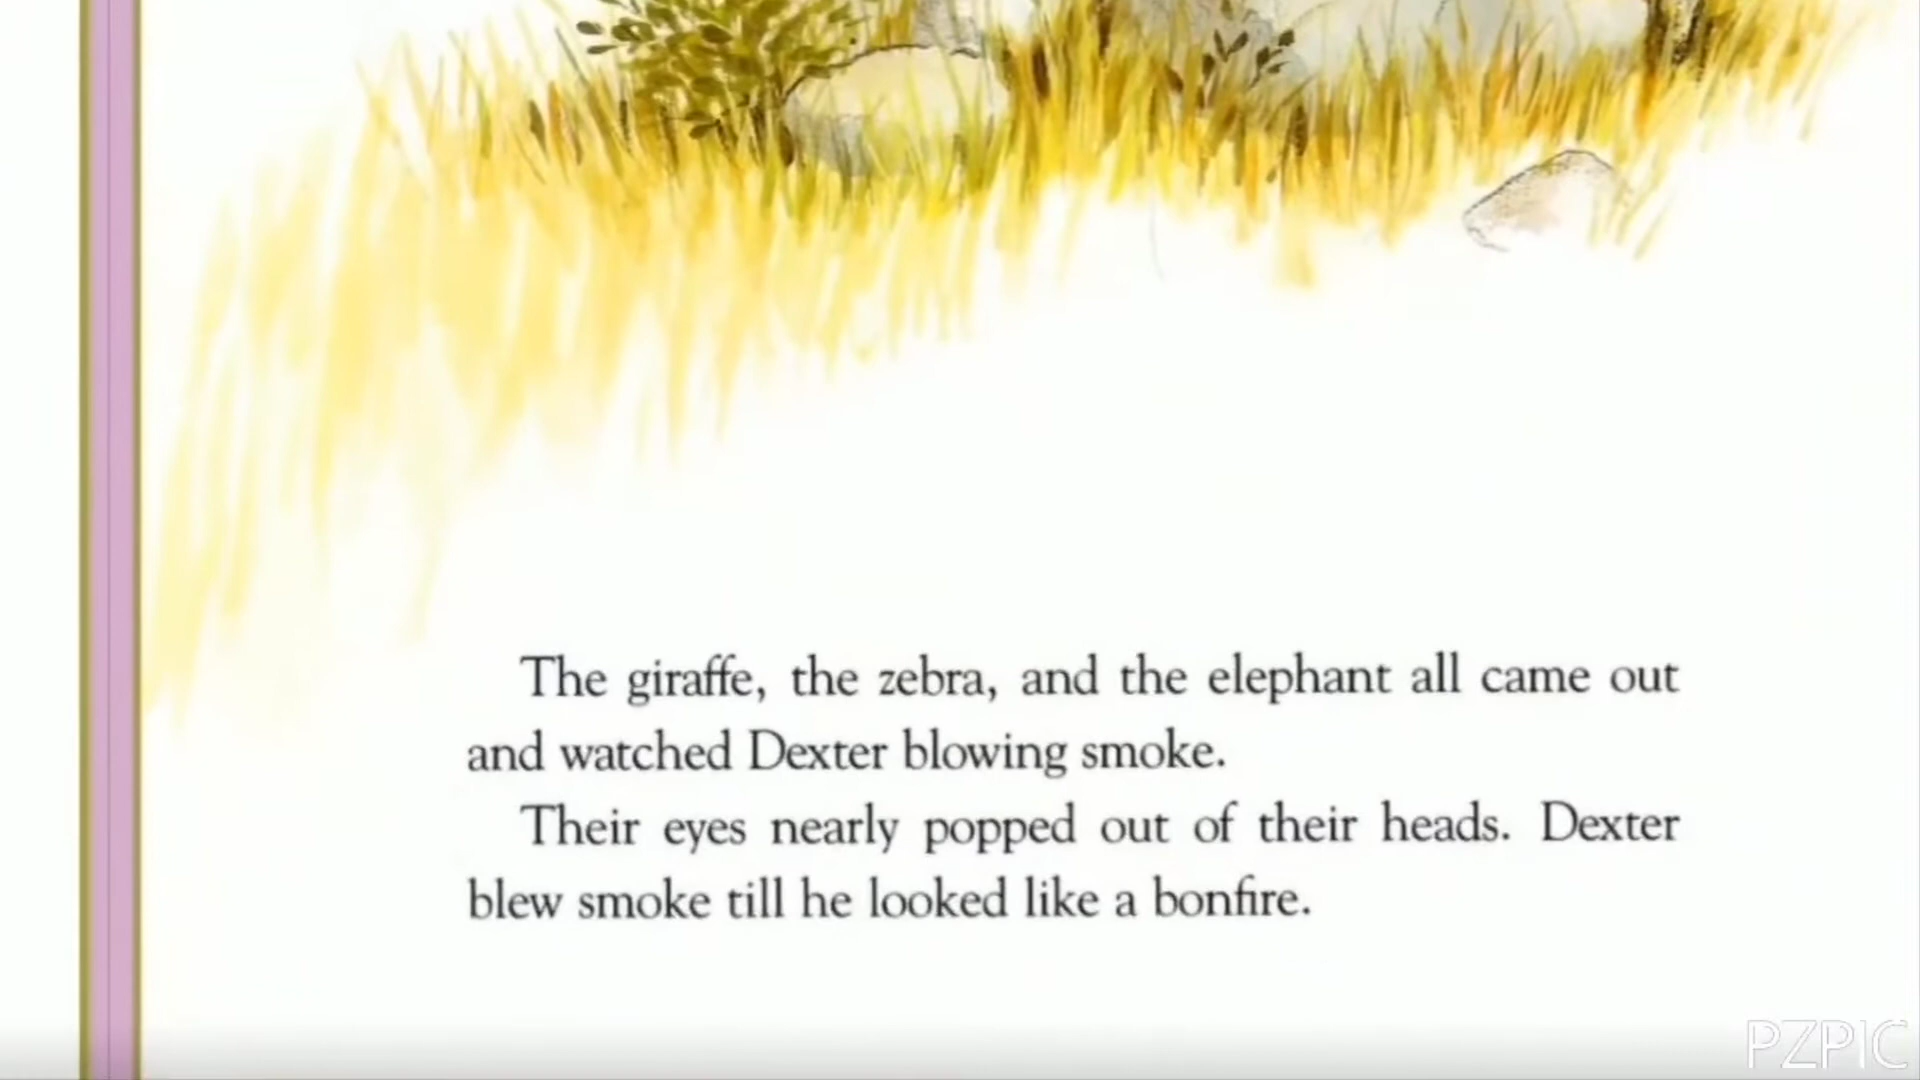 The giraffe, the zebra, and the elephant all came out
and watched Dexter blowing smoke.
Their eyes nearly popped out of their heads. Dexter
blew smoke till he looked like a bonfire.
PZPIC